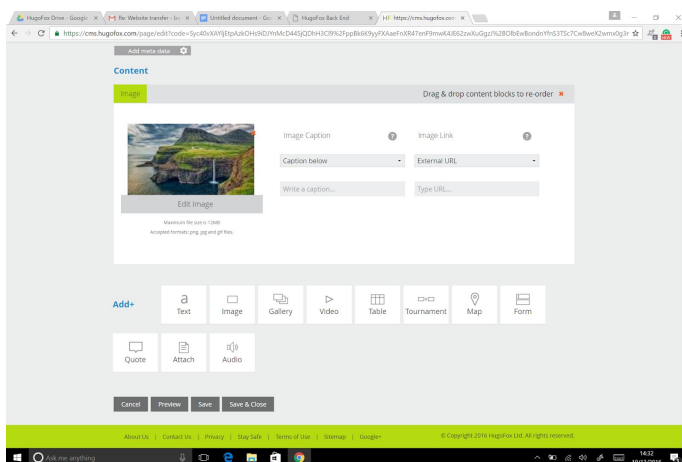 HugoFox Drive - Google
Re: Website transfer - b
Untitled document - Go
HugoFox Back End
https://cms.hugofox.com
https://cms.hugofox.com/page/edit?code=
Add meta data
Content
Image
Drag & drop content blocks to re-order
Image Caption
Image Link
Caption below
External URL
Write a caption...
Type URL...
Edit Image
Maximum file size is 12MB
Accepted formats: png, jpg and gif files.
Add+
a
Text
Image
Gallery
Video
Table
Tournament
Map
Form
Quote
Attach
Audio
Cancel
Preview
Save
Save & Close
About Us | Contact Us | Privacy | Stay Safe | Terms of Use | Sitemap | Google+
© Copyright 2016 HugoFox Ltd. All rights reserved.
Ask me anything
14:32